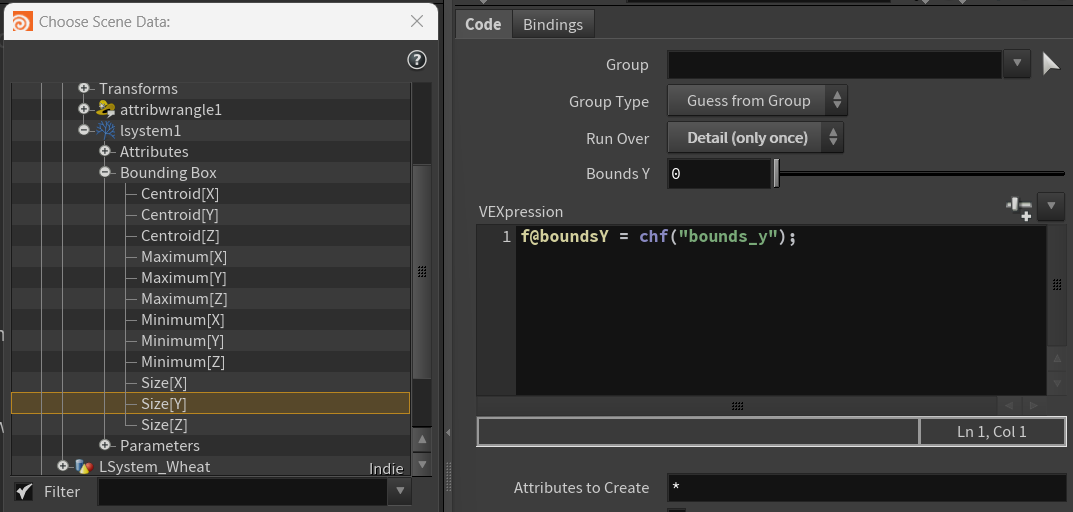 Choose Scene Data:
?
Transforms
attribwrangle1
lsystem1
Attributes
Bounding Box
Centroid[X]
Centroid[Y]
Centroid[Z]
Maximum[X]
Maximum[Y]
Maximum[Z]
Minimum[X]
Minimum[Y]
Minimum[Z]
Size[X]
Size[Y]
Size[Z]
Parameters
LSystem_Wheat Indie
Filter
Code Bindings
Group
Group Type Guess from Group
Run Over Detail (only once)
Bounds Y 0
VEXpression
1 f@boundsY = chf("bounds_y");
Ln 1, Col 1
Attributes to Create *